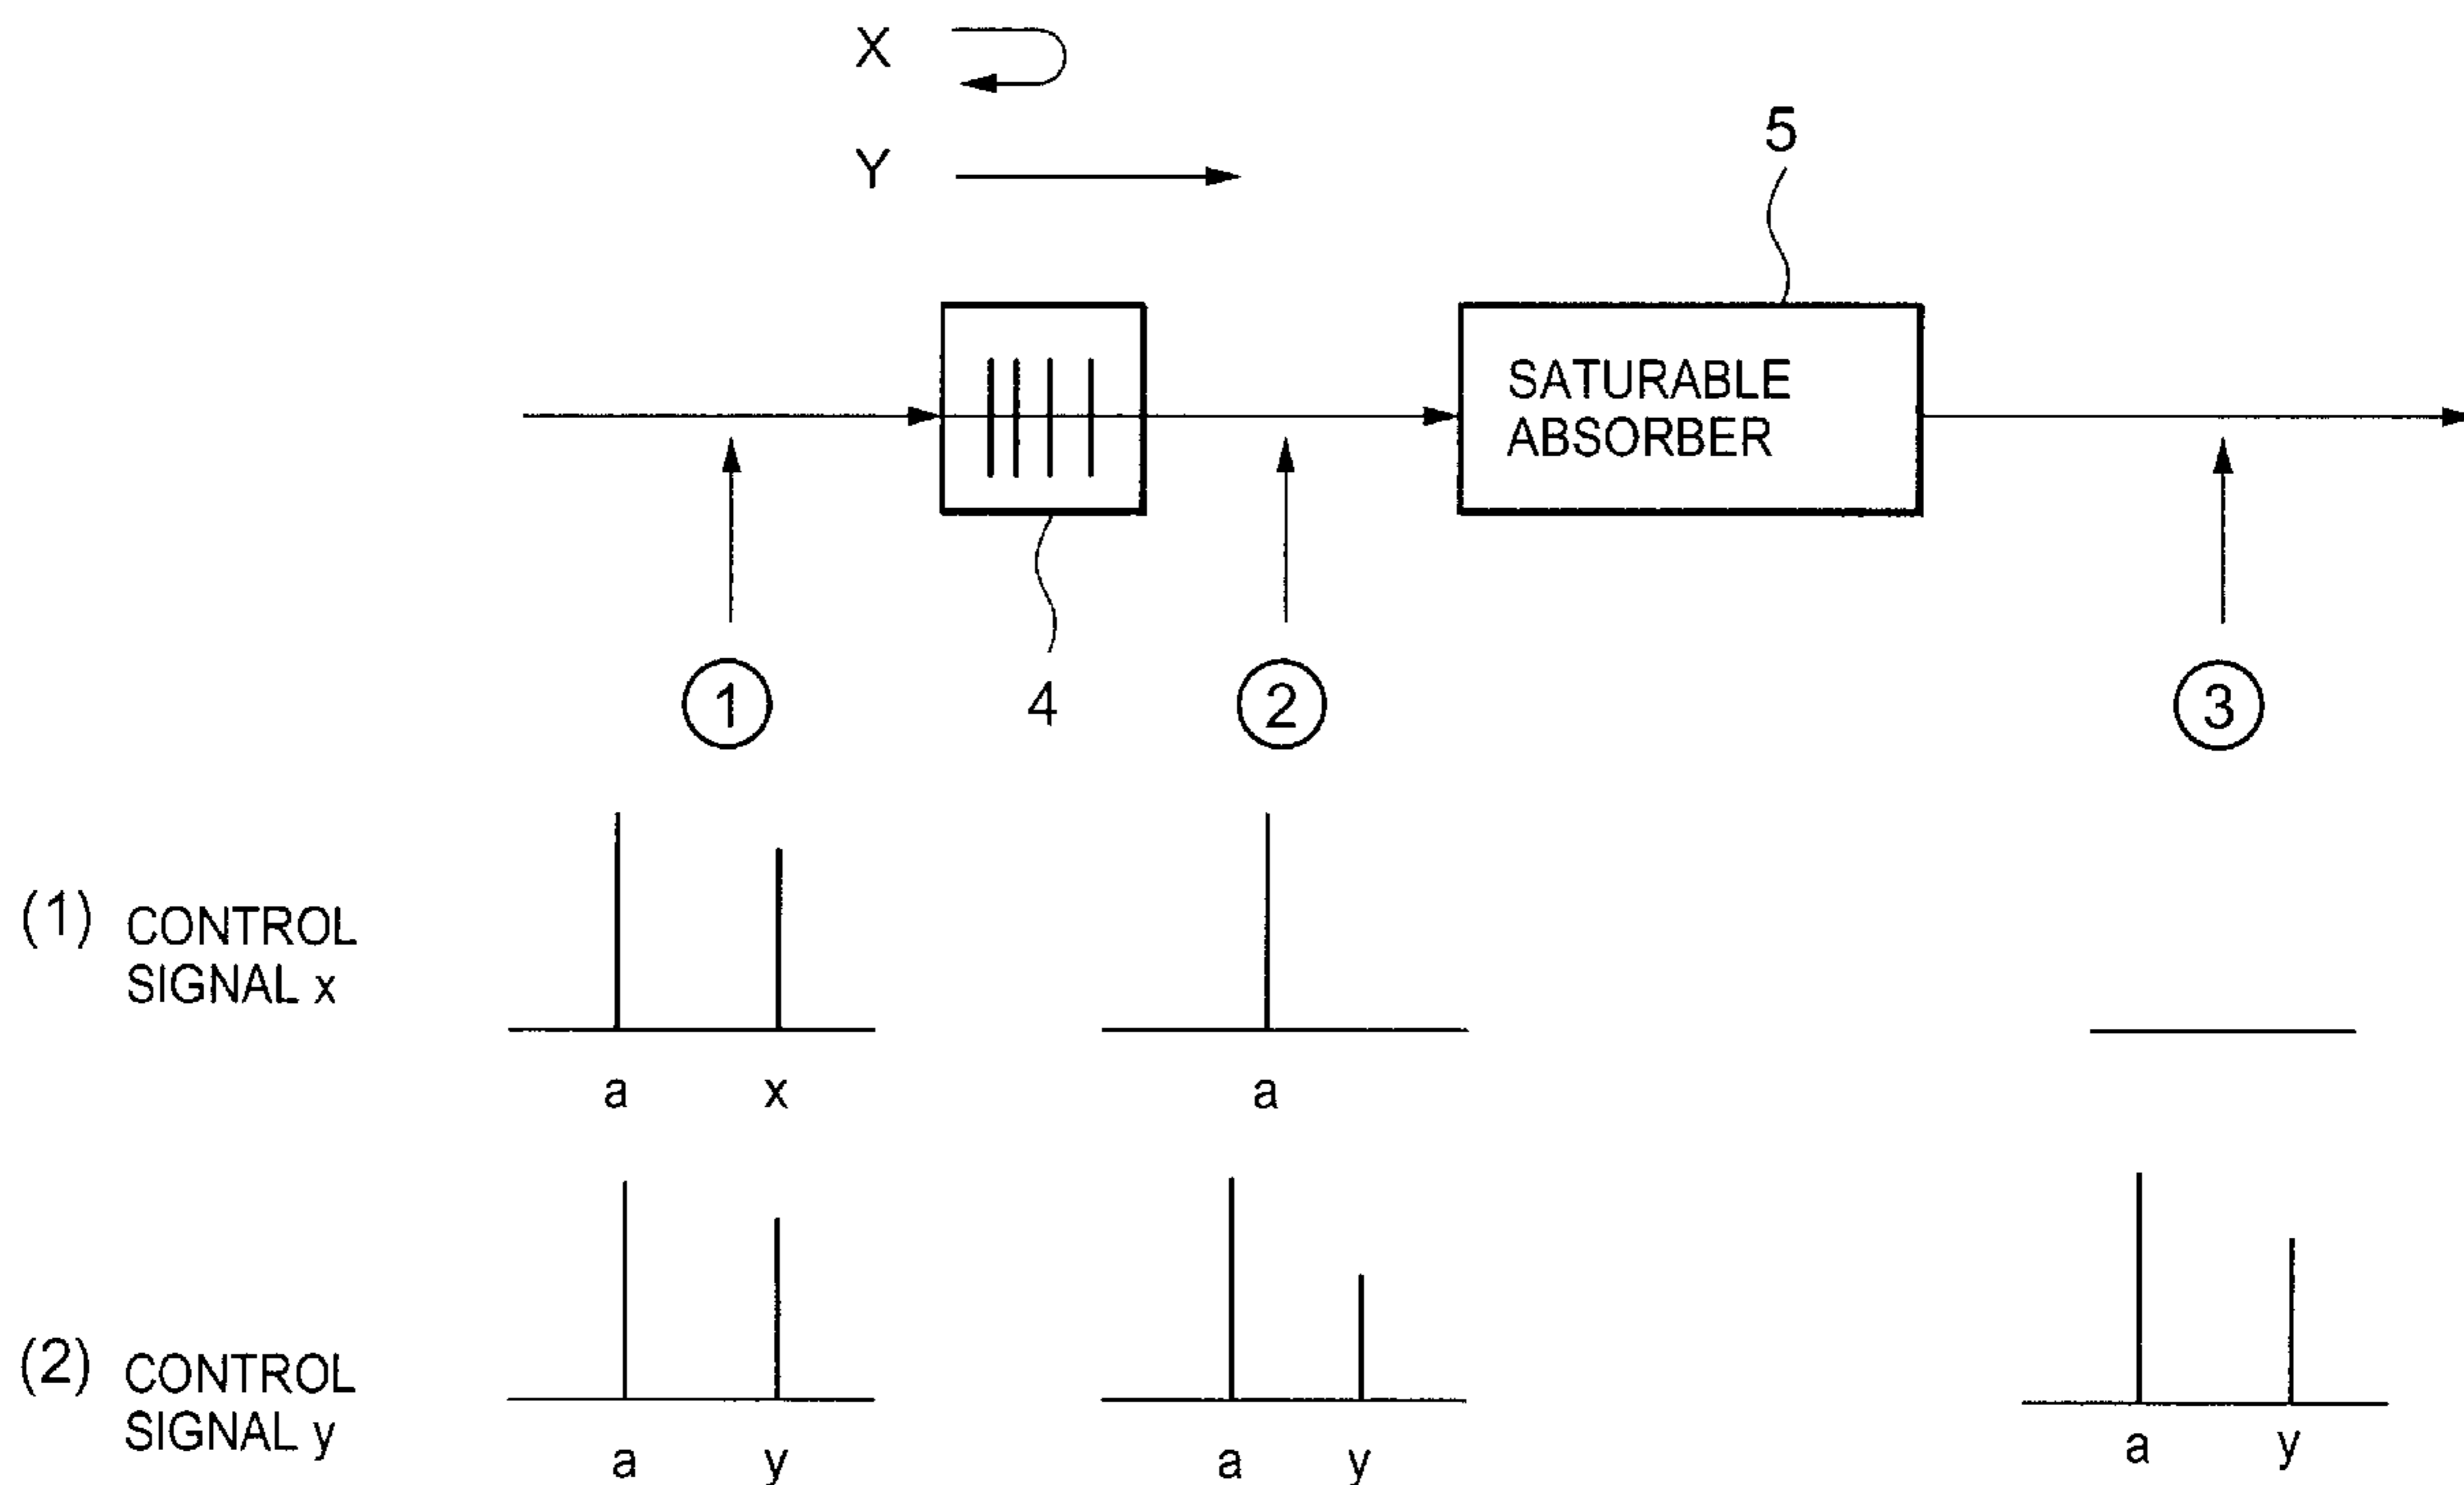 X
Y
5
SATURABLE
ABSORBER
① 4 ② ③
(1) CONTROL
SIGNAL x
a x a
(2) CONTROL
SIGNAL y
a y a y a y